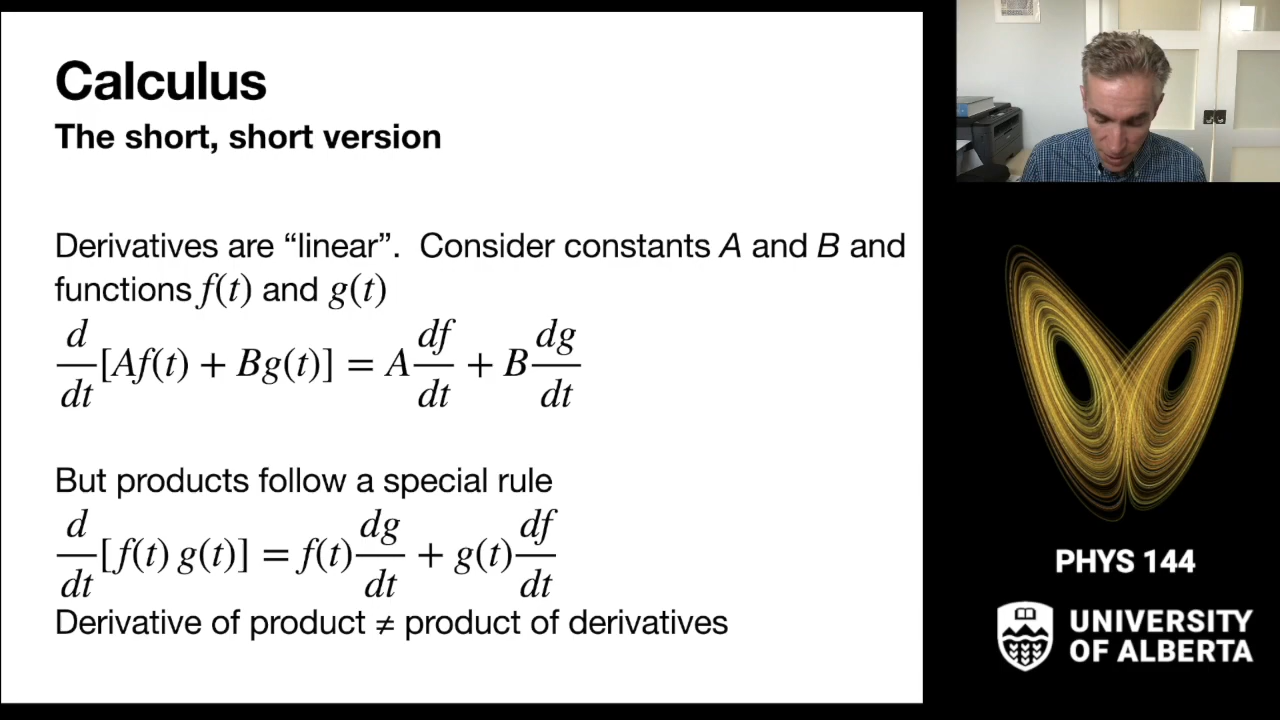 Calculus
The short, short version
Derivatives are “linear”. Consider constants A and B and
functions f(t) and g(t)
d/dt [Af(t) + Bg(t)] = A df/dt + B dg/dt
But products follow a special rule
d/dt [f(t) g(t)] = f(t) dg/dt + g(t) df/dt
Derivative of product ≠ product of derivatives
PHYS 144
UNIVERSITY
OF ALBERTA